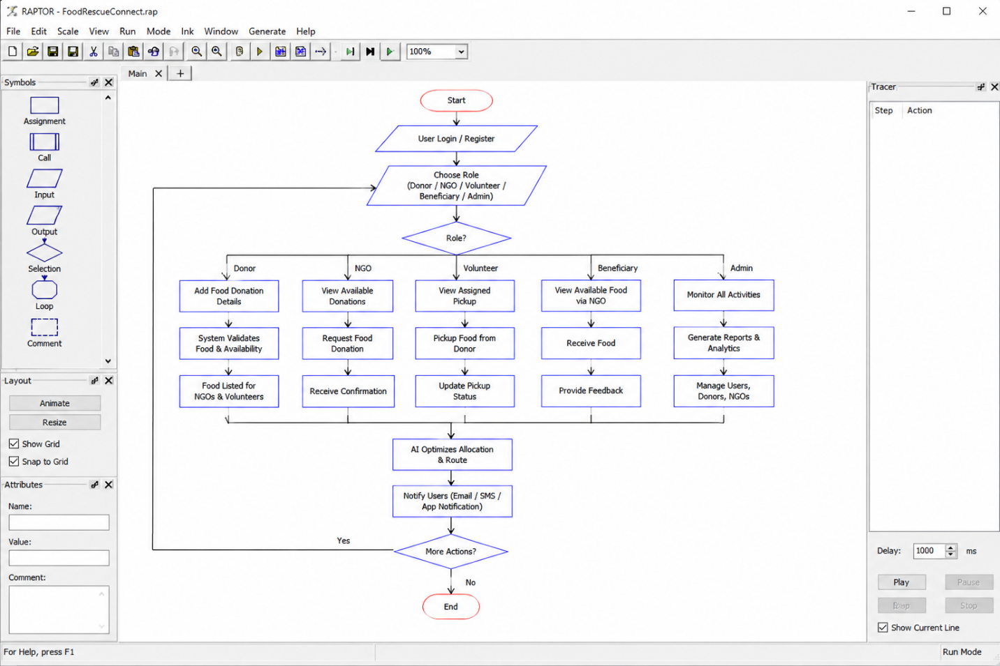 RAPTOR - FoodRescueConnect.rap
File Edit Scale View Run Mode Ink Window Generate Help
100%
Main
Symbols
Assignment
Call
Input
Output
Selection
Loop
Comment
Layout
Animate
Resize
Show Grid
Snap to Grid
Attributes
Name:
Value:
Comment:
Start
User Login / Register
Choose Role
(Donor / NGO / Volunteer /
Beneficiary / Admin)
Role?
Donor
NGO
Volunteer
Beneficiary
Admin
Add Food Donation
Details
View Available
Donations
View Assigned
Pickup
View Available Food
via NGO
Monitor All Activities
System Validates
Food & Availability
Request Food
Donation
Pickup Food from
Donor
Receive Food
Generate Reports &
Analytics
Food Listed for
NGOs & Volunteers
Receive Confirmation
Update Pickup
Status
Provide Feedback
Manage Users,
Donors, NGOs
AI Optimizes Allocation
& Route
Notify Users (Email / SMS /
App Notification)
More Actions?
Yes
No
End
Tracer
Step Action
Delay: 1000 ms
Play
Pause
Stop
Show Current Line
For Help, press F1
Run Mode